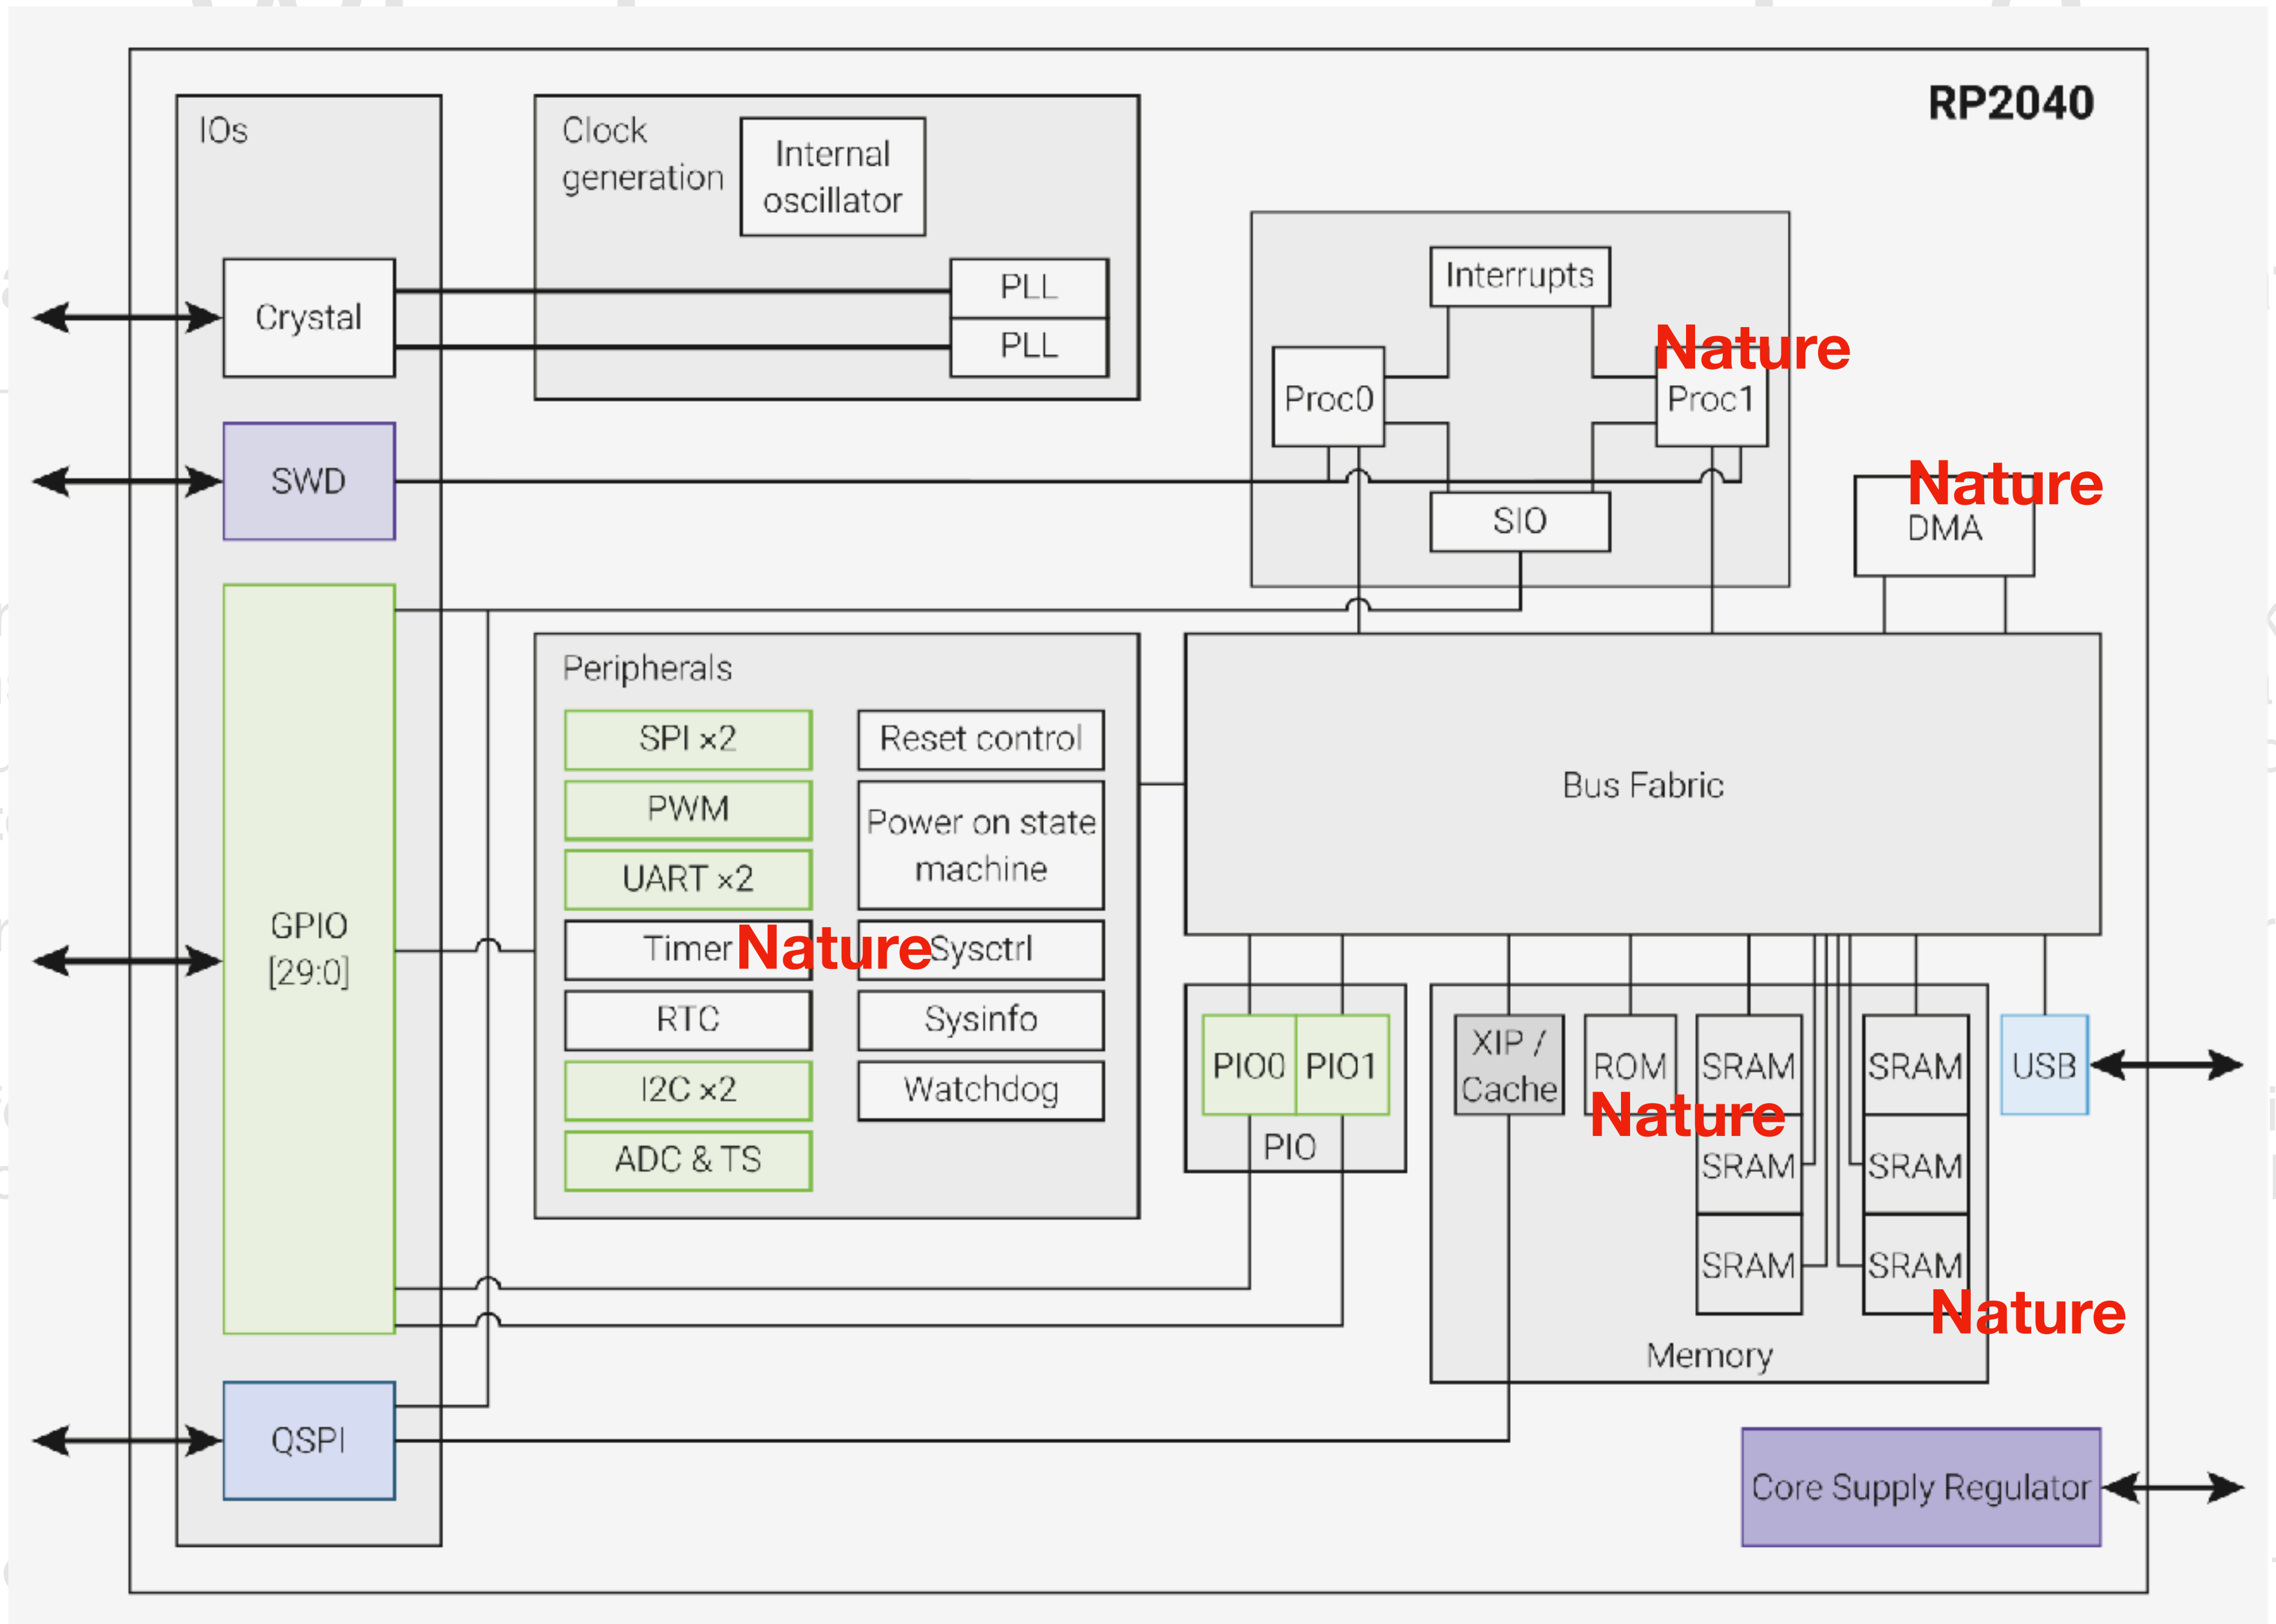 RP2040
IOs
Clock
generation
Internal
oscillator
Crystal
PLL
PLL
Interrupts
Nature
Proc0
Proc1
SWD
SIO
Nature
DMA
GPIO
[29:0]
Peripherals
SPI ×2
Reset control
PWM
Power on state
machine
UART ×2
Timer
Nature
Sysctrl
RTC
Sysinfo
I2C ×2
Watchdog
ADC & TS
Bus Fabric
PIO0
PIO1
PIO
XIP /
Cache
ROM
SRAM
SRAM
USB
Nature
SRAM
SRAM
SRAM
SRAM
Nature
Memory
QSPI
Core Supply Regulator